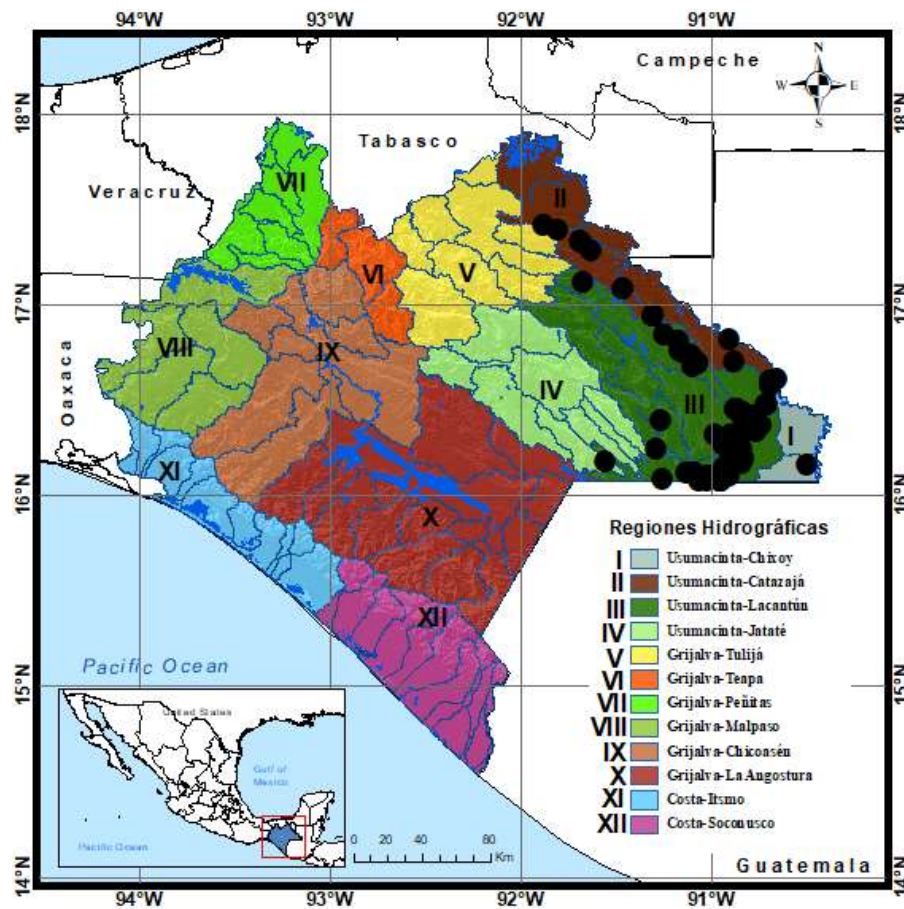 94°W 93°W 92°W 91°W
Campeche
N
W E
S
18°N 18°N
Tabasco
VII
Veracruz
II
VI
V
17°N 17°N
VIII
IX
Oaxaca
IV
III
I
XI
16°N 16°N
X
Regiones Hidrográficas
I Usumacinta-Chixoy
II Usumacinta-Catazajá
III Usumacinta-Lacantún
IV Usumacinta-Jataté
V Grijalva-Tulijá
VI Grijalva-Teapa
VII Grijalva-Peñitas
VIII Grijalva-Malpaso
IX Grijalva-Chicoasén
X Grijalva-La Angostura
XI Costa-Itsmo
XII Costa-Soconusco
XII
Pacific Ocean
15°N 15°N
United States
Gulf of
Mexico
Pacific Ocean
0 20 40 60 80
Km
Guatemala
14°N 14°N
94°W 93°W 92°W 91°W